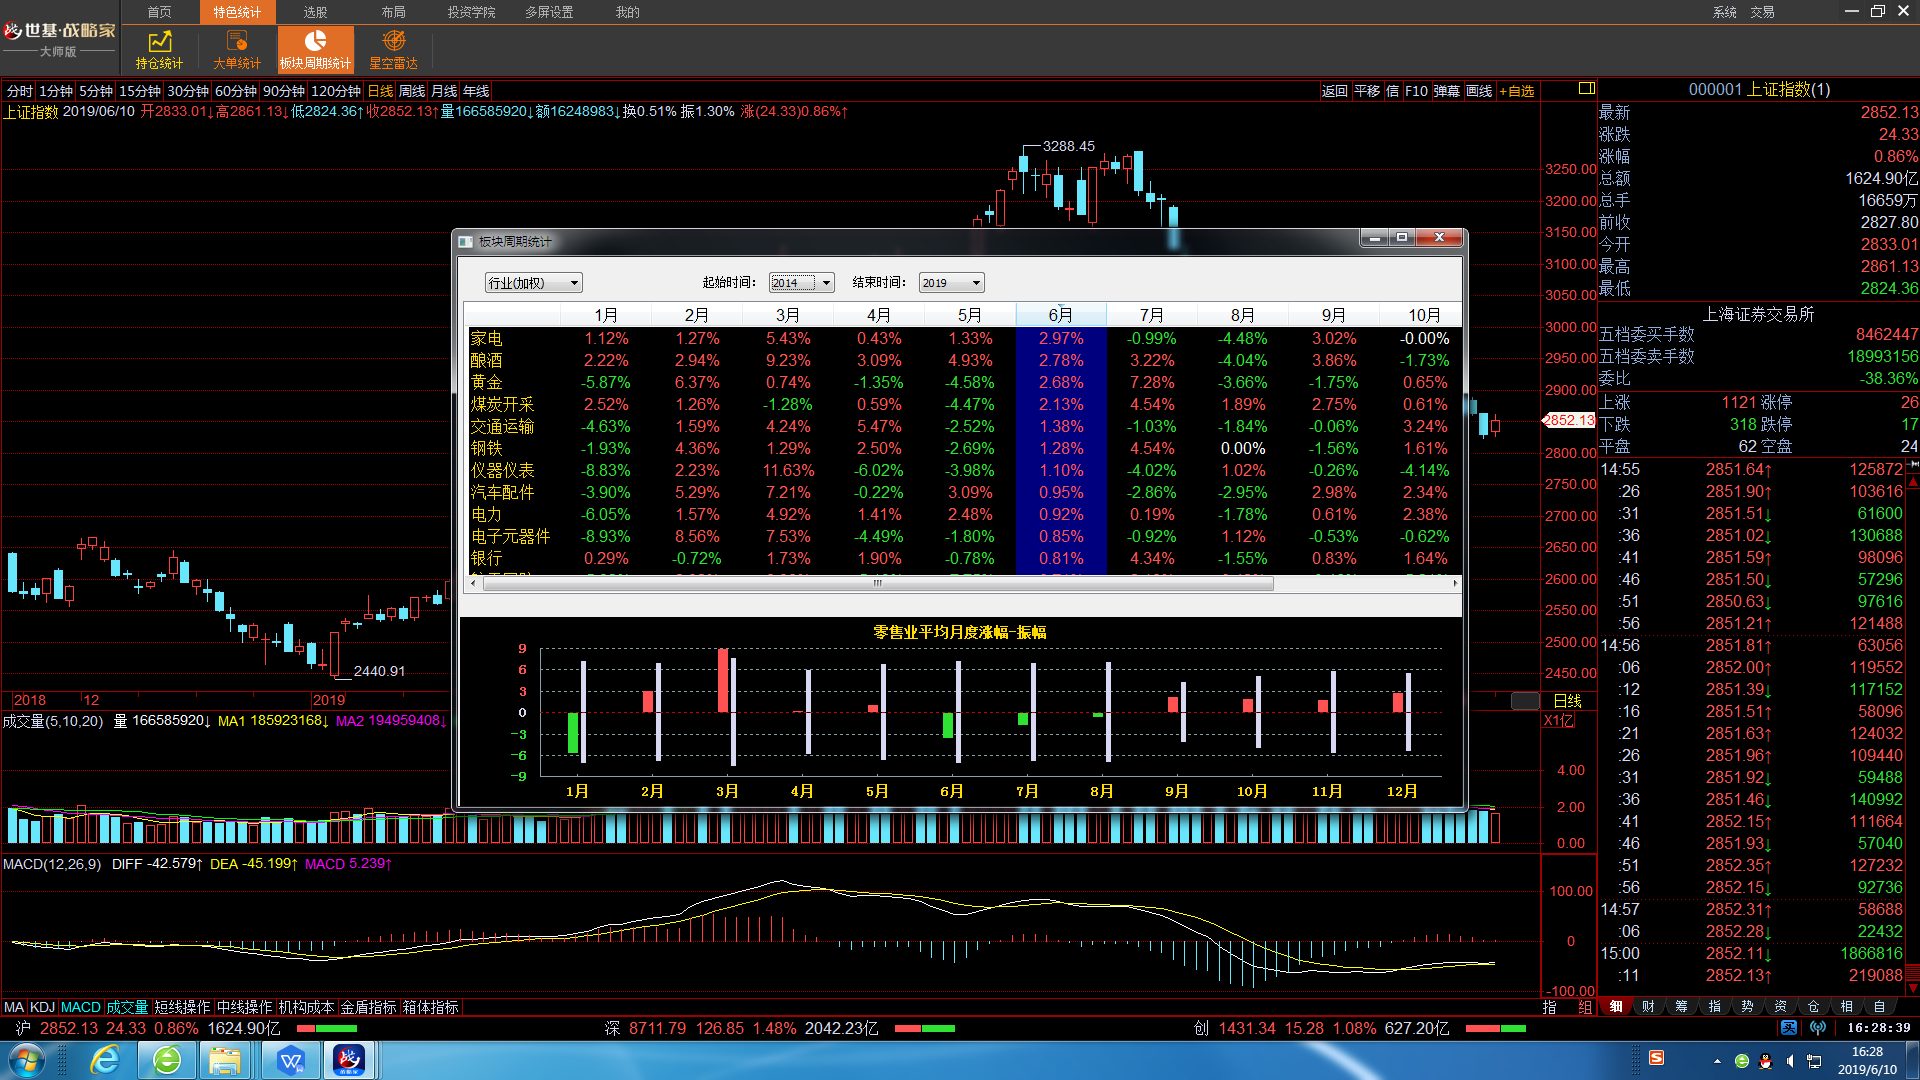 首页 特色统计 选股 布局 投资学院 多屏设置 我的 系统 交易
世基·战略家
大师版
持仓统计 大单统计 板块周期统计 星空雷达
分时 1分钟 5分钟 15分钟 30分钟 60分钟 90分钟 120分钟 日线 周线 月线 年线 返回 平移 信 F10 弹幕 画线 +自选
上证指数 2019/06/10 开2833.01↓高2861.13↓低2824.36↑收2852.13↑量166585920↓额16248983↓换0.51% 振1.30% 涨(24.33)0.86%↑
3288.45
3250.00
3200.00
3150.00
3100.00
3050.00
3000.00
2950.00
2900.00
2852.13
2800.00
2750.00
2700.00
2650.00
2600.00
2550.00
2500.00
2450.00
2440.91
2018 12 2019 日线
板块周期统计
行业(加权) 起始时间: 2014 结束时间: 2019
1月 2月 3月 4月 5月 6月 7月 8月 9月 10月
家电 1.12% 1.27% 5.43% 0.43% 1.33% 2.97% -0.99% -4.48% 3.02% -0.00%
酿酒 2.22% 2.94% 9.23% 3.09% 4.93% 2.78% 3.22% -4.04% 3.86% -1.73%
黄金 -5.87% 6.37% 0.74% -1.35% -4.58% 2.68% 7.28% -3.66% -1.75% 0.65%
煤炭开采 2.52% 1.26% -1.28% 0.59% -4.47% 2.13% 4.54% 1.89% 2.75% 0.61%
交通运输 -4.63% 1.59% 4.24% 5.47% -2.52% 1.38% -1.03% -1.84% -0.06% 3.24%
钢铁 -1.93% 4.36% 1.29% 2.50% -2.69% 1.28% 4.54% 0.00% -1.56% 1.61%
仪器仪表 -8.83% 2.23% 11.63% -6.02% -3.98% 1.10% -4.02% 1.02% -0.26% -4.14%
汽车配件 -3.90% 5.29% 7.21% -0.22% 3.09% 0.95% -2.86% -2.95% 2.98% 2.34%
电力 -6.05% 1.57% 4.92% 1.41% 2.48% 0.92% 0.19% -1.78% 0.61% 2.38%
电子元器件 -8.93% 8.56% 7.53% -4.49% -1.80% 0.85% -0.92% 1.12% -0.53% -0.62%
银行 0.29% -0.72% 1.73% 1.90% -0.78% 0.81% 4.34% -1.55% 0.83% 1.64%
零售业平均月度涨幅-振幅
9
6
3
0
-3
-6
-9
1月 2月 3月 4月 5月 6月 7月 8月 9月 10月 11月 12月
成交量(5,10,20) 量 166585920↓ MA1 185923168↓ MA2 194959408↓
X1亿
4.00
2.00
0.00
MACD(12,26,9) DIFF -42.579↑ DEA -45.199↑ MACD 5.239↑
100.00
0
-100.00
MA KDJ MACD 成交量 短线操作 中线操作 机构成本 金盾指标 箱体指标 指 组
000001 上证指数(1)
最新 2852.13
涨跌 24.33
涨幅 0.86%
总额 1624.90亿
总手 16659万
前收 2827.80
今开 2833.01
最高 2861.13
最低 2824.36
上海证券交易所
五档委买手数 8462447
五档委卖手数 18993156
委比 -38.36%
上涨 1121 涨停 26
下跌 318 跌停 17
平盘 62 空盘 24
14:55 2851.64↑ 125872
:26 2851.90↑ 103616
:31 2851.51↓ 61600
:36 2851.02↓ 130688
:41 2851.59↑ 98096
:46 2851.50↓ 57296
:51 2850.63↓ 97616
:56 2851.21↑ 121488
14:56 2851.81↑ 63056
:06 2852.00↑ 119552
:12 2851.39↓ 117152
:16 2851.51↑ 58096
:21 2851.63↑ 124032
:26 2851.96↑ 109440
:31 2851.92↓ 59488
:36 2851.46↓ 140992
:41 2852.15↑ 111664
:46 2851.93↓ 57040
:51 2852.35↑ 127232
:56 2852.15↓ 92736
14:57 2852.31↑ 58688
:06 2852.28↓ 22432
15:00 2852.11↓ 1866816
:11 2852.13↑ 219088
细 财 筹 指 势 资 仓 相 自
沪 2852.13 24.33 0.86% 1624.90亿 深 8711.79 126.85 1.48% 2042.23亿 创 1431.34 15.28 1.08% 627.20亿 买 16:28:39
16:28
2019/6/10